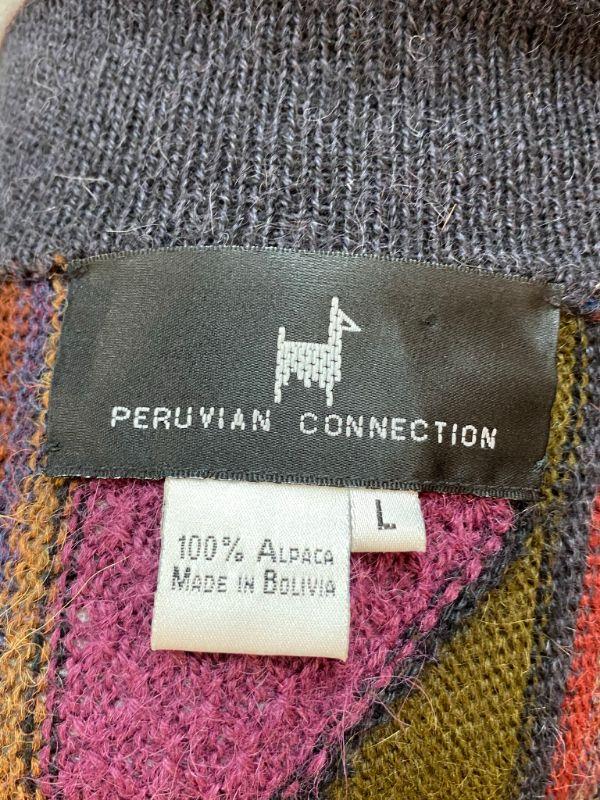 PERUVIAN CONNECTION
L
100% ALPACA
MADE IN BOLIVIA